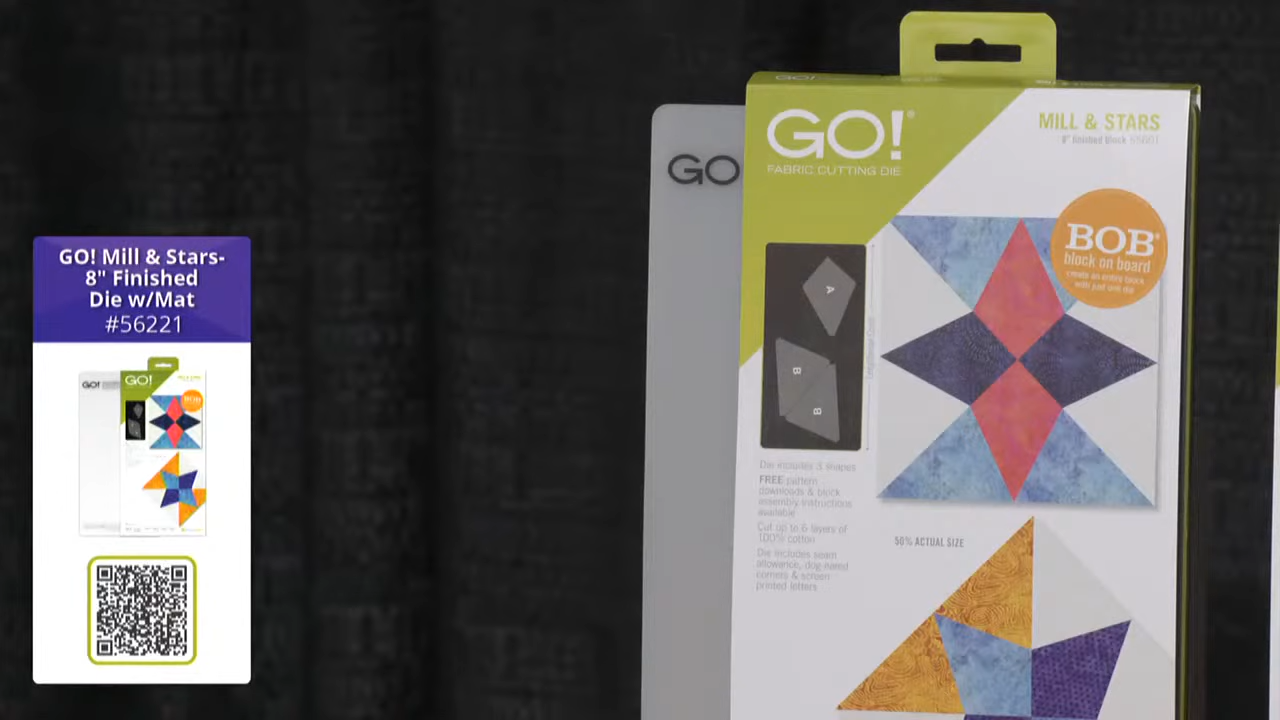 GO! Mill & Stars-
8" Finished
Die w/Mat
#56221
GO!
GO!
GO
GO!
GO!®
FABRIC CUTTING DIE
MILL & STARS
8" finished block
BOB®
block on board
create an entire block
with just one die
A
B
B
Die includes 3 shapes
FREE pattern
downloads & block
assembly instructions
available
Cut up to 6 layers of
100% cotton
Die includes seam
allowance, dog eared
corners & screen
printed letters
50% ACTUAL SIZE